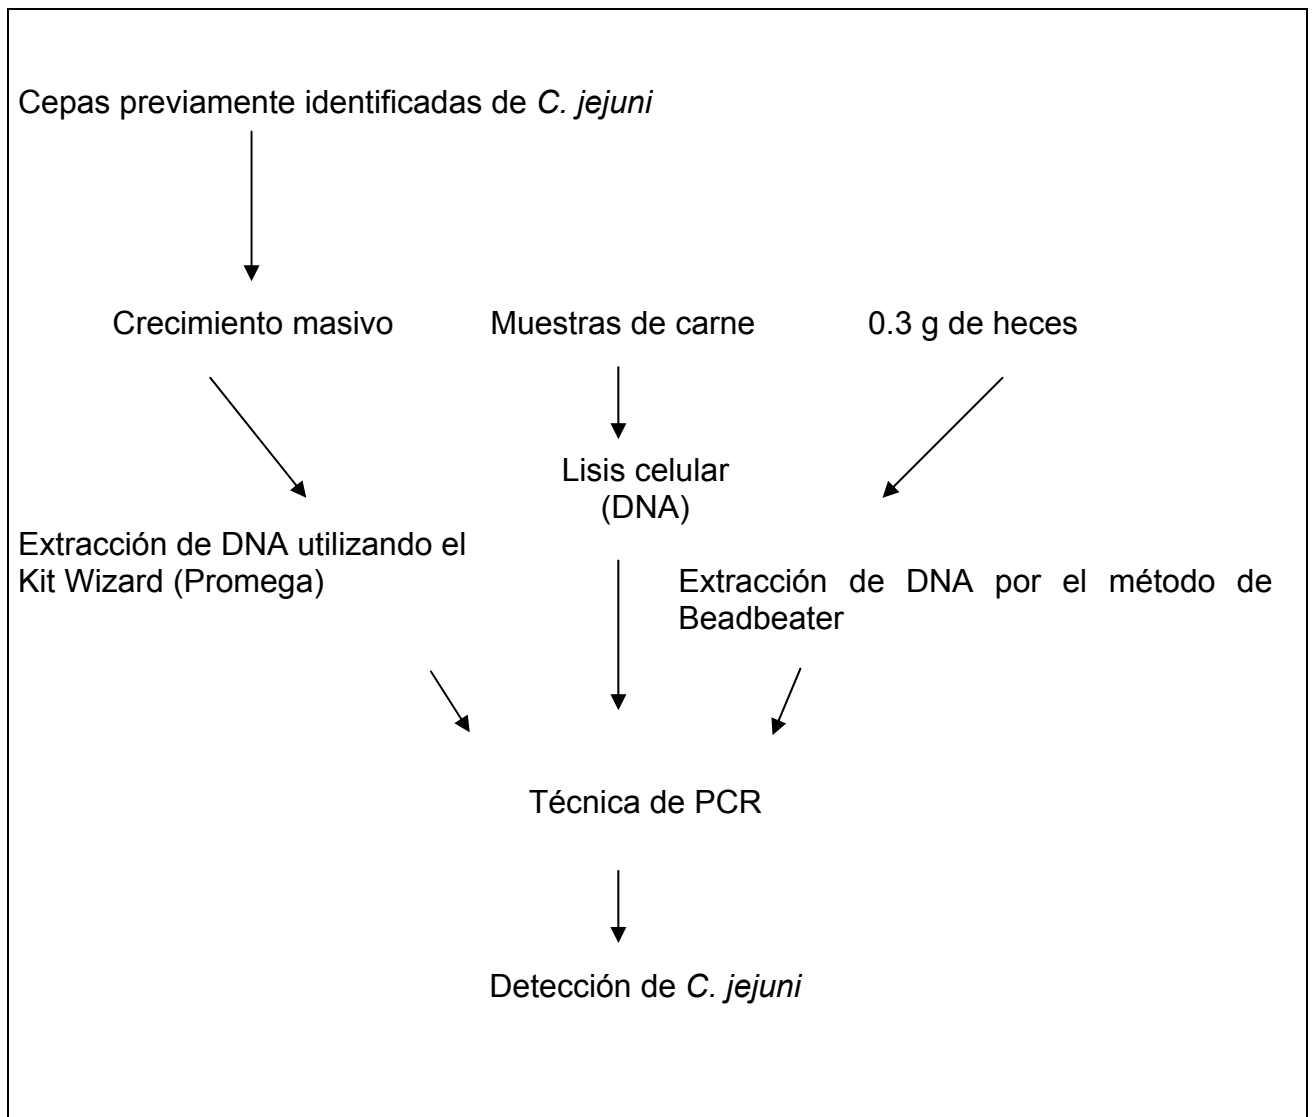 Cepas previamente identificadas de C. jejuni
Crecimiento masivo
Muestras de carne
0.3 g de heces
Lisis celular
(DNA)
Extracción de DNA utilizando el
Kit Wizard (Promega)
Extracción de DNA por el método de
Beadbeater
Técnica de PCR
Detección de C. jejuni